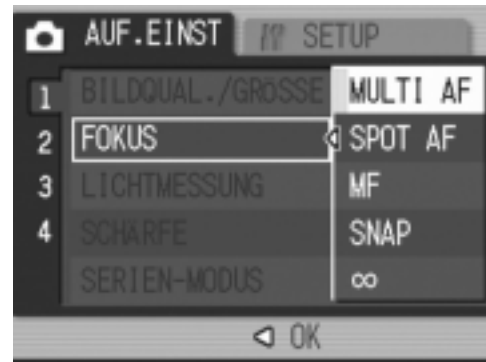 AUF.EINST SETUP
1 BILDQUAL./GRÖSSE MULTI AF
2 FOKUS SPOT AF
3 LICHTMESSUNG MF
4 SCHÄRFE SNAP
SERIEN-MODUS ∞
OK